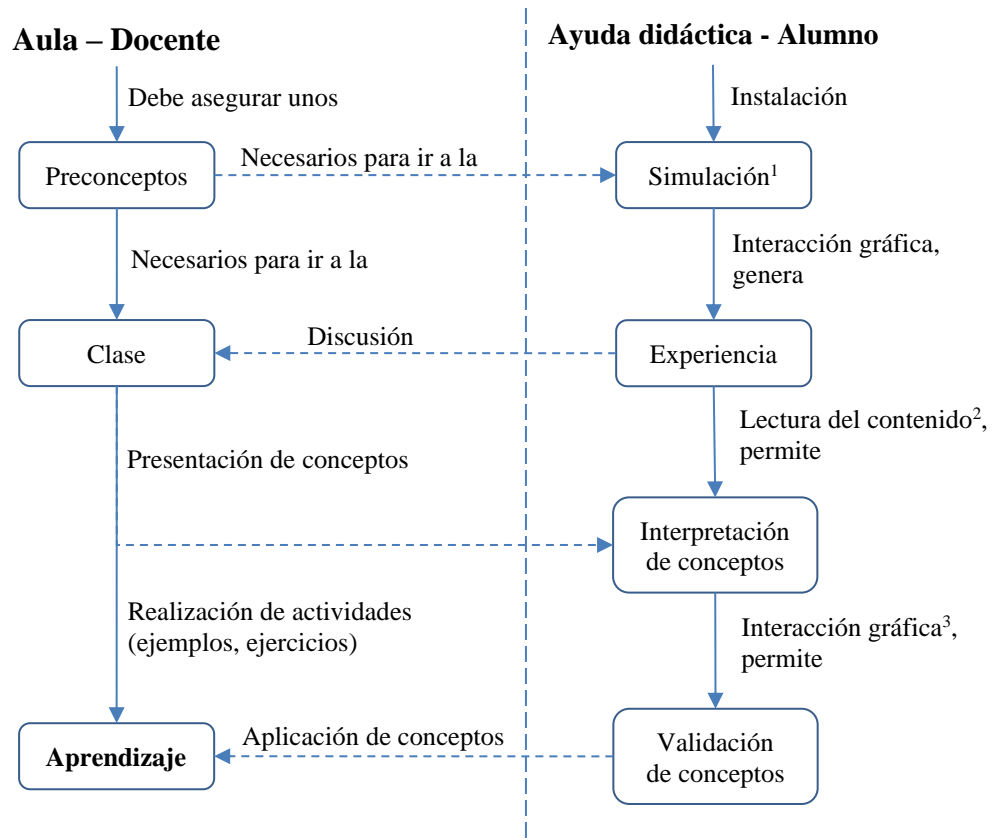 Aula – Docente
Ayuda didáctica - Alumno
Debe asegurar unos
Instalación
Preconceptos
Necesarios para ir a la
Simulación¹
Necesarios para ir a la
Interacción gráfica,
genera
Clase
Discusión
Experiencia
Presentación de conceptos
Lectura del contenido²,
permite
Interpretación
de conceptos
Realización de actividades
(ejemplos, ejercicios)
Interacción gráfica³,
permite
Aprendizaje
Aplicación de conceptos
Validación
de conceptos